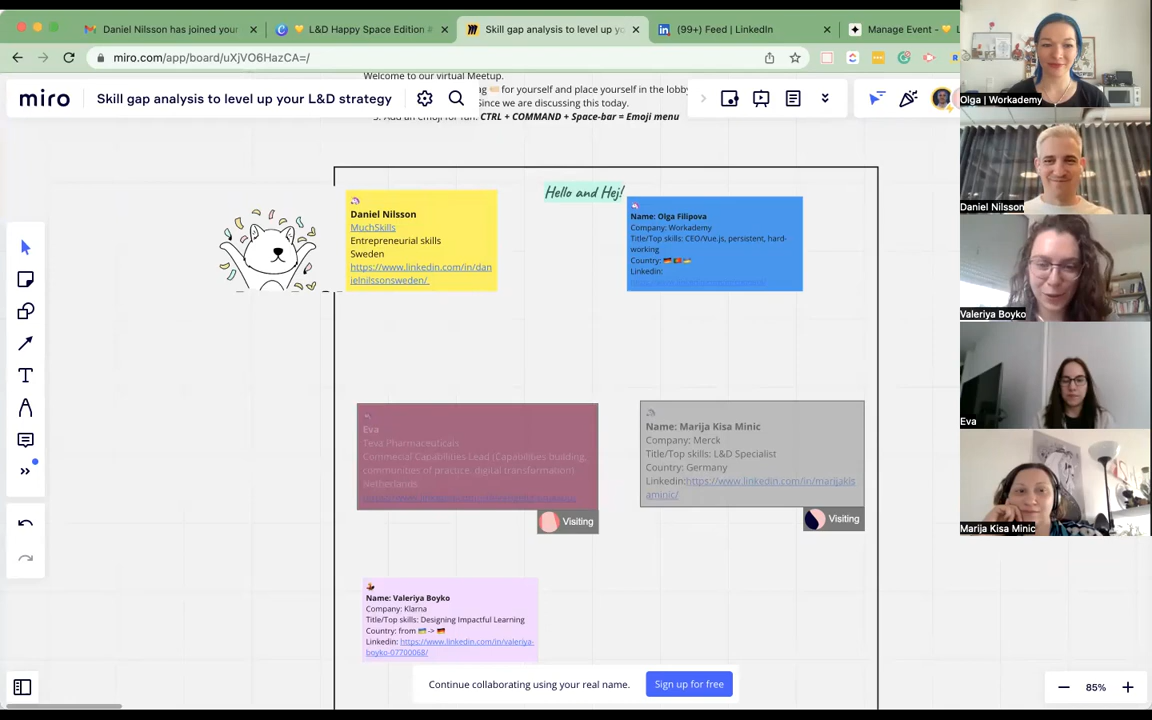 Daniel Nilsson has joined your
L&D Happy Space Edition #
Skill gap analysis to level up yo
(99+) Feed | LinkedIn
Manage Event - 
miro.com/app/board/uXjVO6HazCA=/
Welcome to our virtual Meetup.
miro
Skill gap analysis to level up your L&D strategy
ag 🏷️ for yourself and place yourself in the lobby
Since we are discussing this today.
CTRL + COMMAND + Space-bar = Emoji menu
Hello and Hej!
Daniel Nilsson
MuchSkills
Entrepreneurial skills
Sweden
https://www.linkedin.com/in/dan
ielnilssonsweden/.
Name: Olga Filipova
Company: Workademy
Title/Top skills: CEO/Vue.js, persistent, hard-
working
Country: 🇩🇪 🇵🇹 🇺🇦
Linkedin:
Eva
Teva Pharmaceuticals
Commecial Capabilities Lead (Capabilities building,
communities of practice, digital transformation)
Netherlands
Visiting
Name: Marija Kisa Minic
Company: Merck
Title/Top skills: L&D Specialist
Country: Germany
Linkedin:https://www.linkedin.com/in/marijakis
aminic/
Visiting
Name: Valeriya Boyko
Company: Klarna
Title/Top skills: Designing Impactful Learning
Country: from 🇺🇦 -> 🇩🇪
Linkedin: https://www.linkedin.com/in/valeriya-
boyko-07700068/
Continue collaborating using your real name.
Sign up for free
85%
Olga | Workademy
Daniel Nilsson
Valeriya Boyko
Eva
Marija Kisa Minic